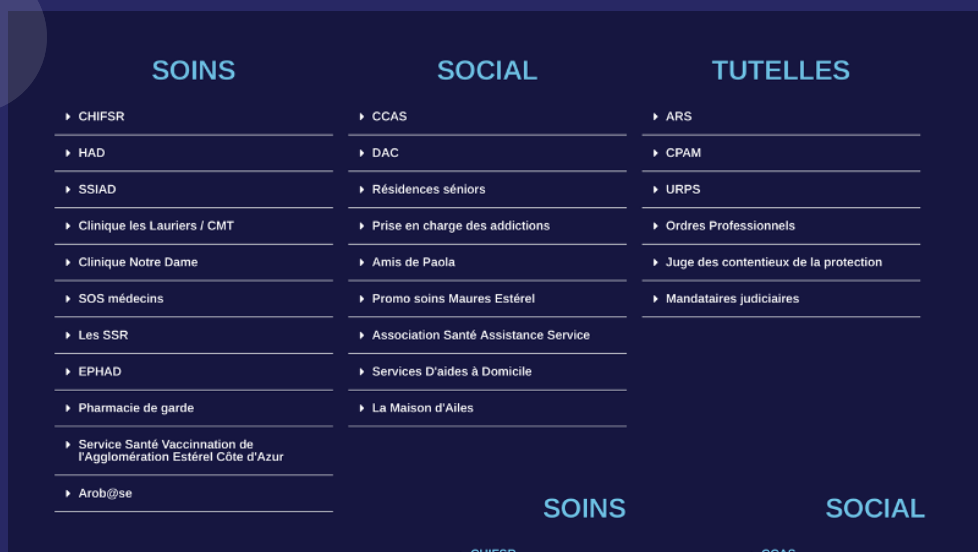 SOINS
CHIFSR
HAD
SSIAD
Clinique les Lauriers / CMT
Clinique Notre Dame
SOS médecins
Les SSR
EPHAD
Pharmacie de garde
Service Santé Vaccinnation de
l'Agglomération Estérel Côte d'Azur
Arob@se
SOCIAL
CCAS
DAC
Résidences séniors
Prise en charge des addictions
Amis de Paola
Promo soins Maures Estérel
Association Santé Assistance Service
Services D'aides à Domicile
La Maison d'Ailes
TUTELLES
ARS
CPAM
URPS
Ordres Professionnels
Juge des contentieux de la protection
Mandataires judiciaires
SOINS
SOCIAL
CHIFSR
CCAS